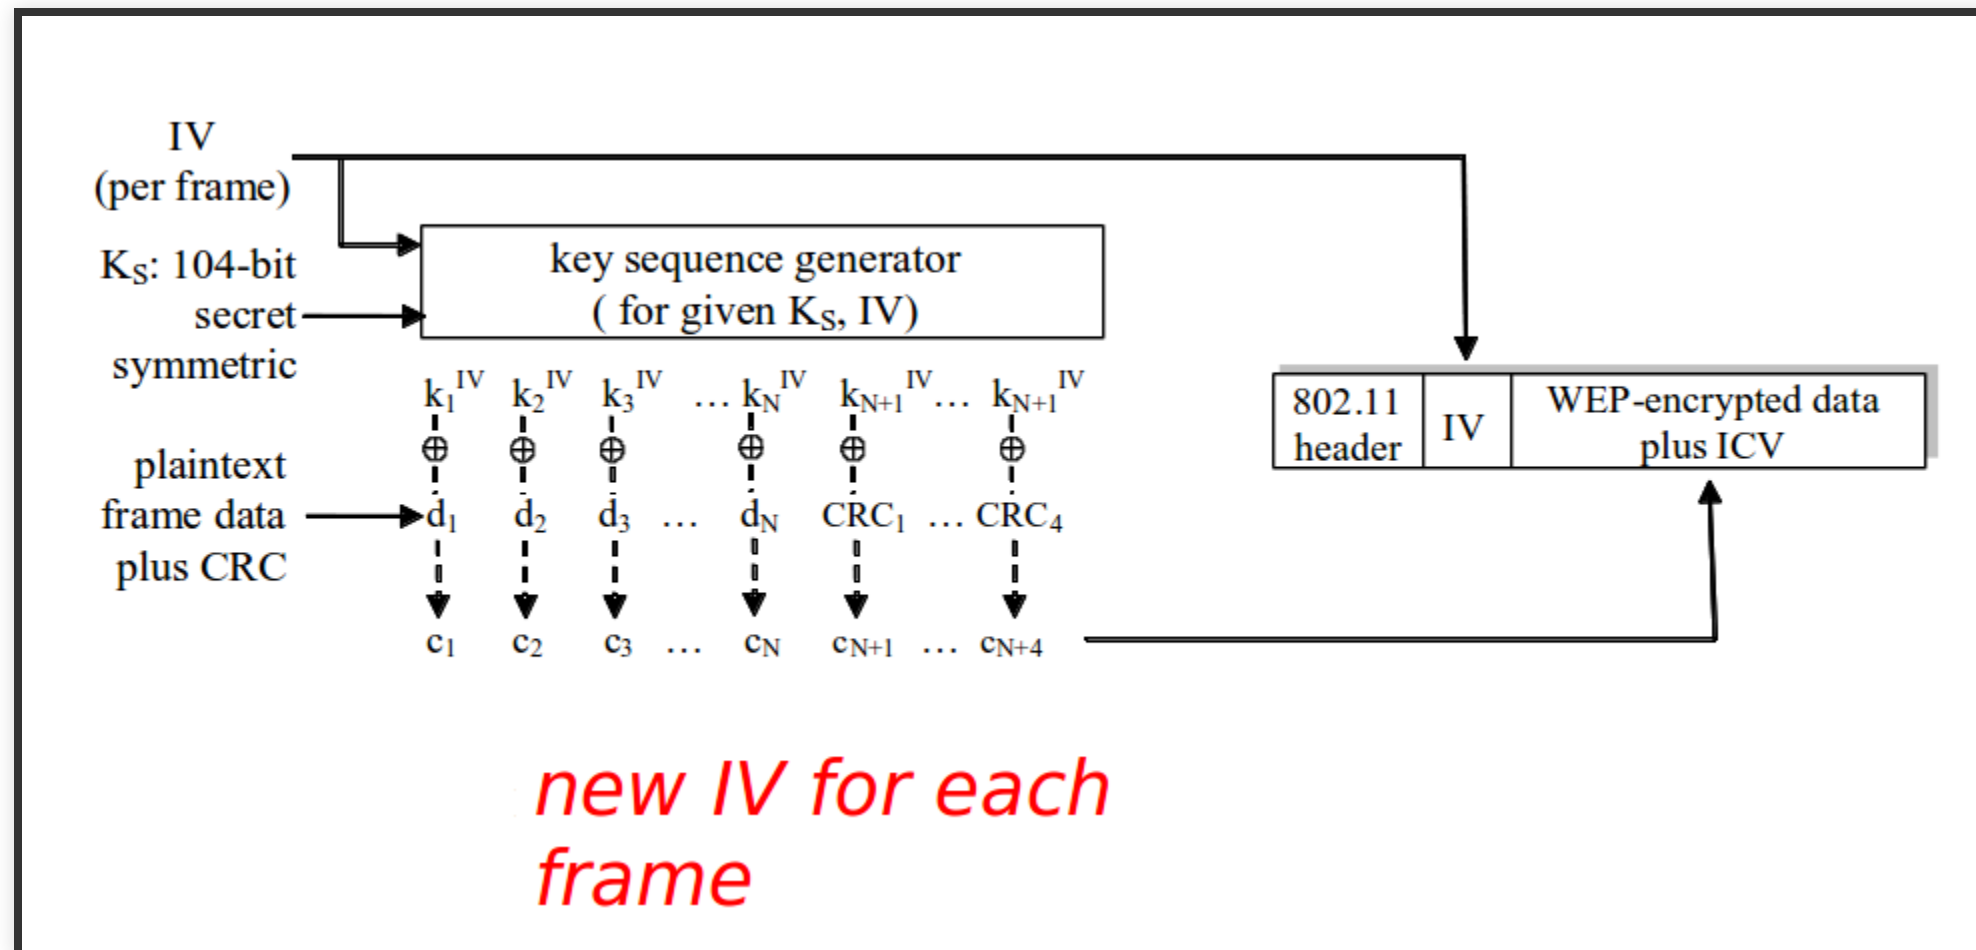 IV
(per frame)
KS: 104-bit
secret
symmetric
key sequence generator
( for given KS, IV)
k1IV k2IV k3IV … kNIV kN+1IV … kN+1IV
plaintext
frame data
plus CRC
d1 d2 d3 … dN CRC1 … CRC4
c1 c2 c3 … cN cN+1 … cN+4
802.11
header
IV
WEP-encrypted data
plus ICV
new IV for each
frame